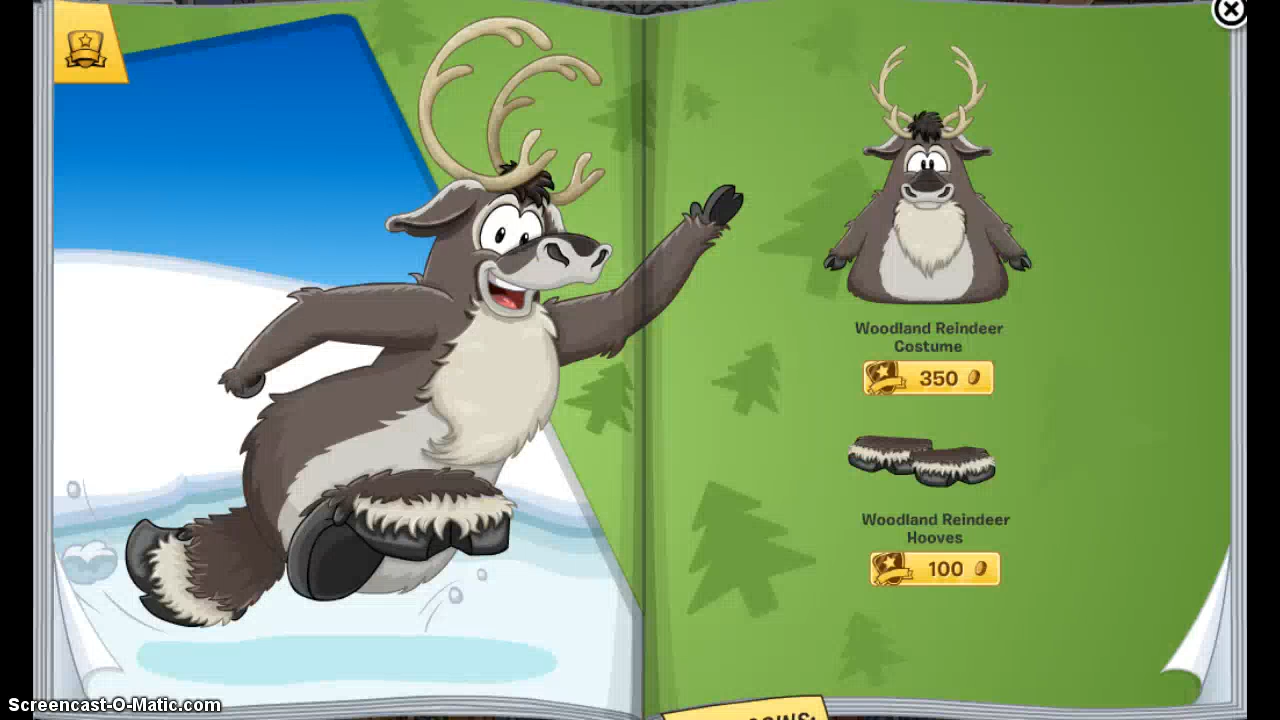 Woodland Reindeer
Costume
350
Woodland Reindeer
Hooves
100
Screencast-O-Matic.com